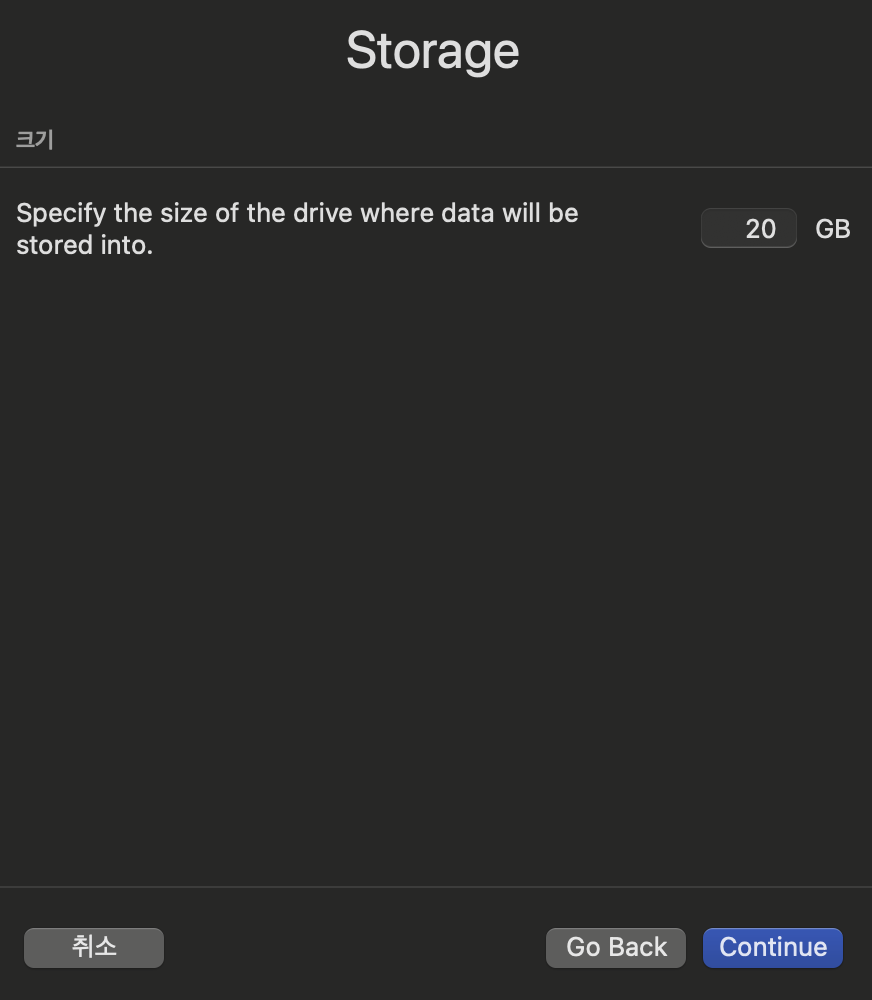 Storage
크기
Specify the size of the drive where data will be
stored into.
20 GB
취소 Go Back Continue